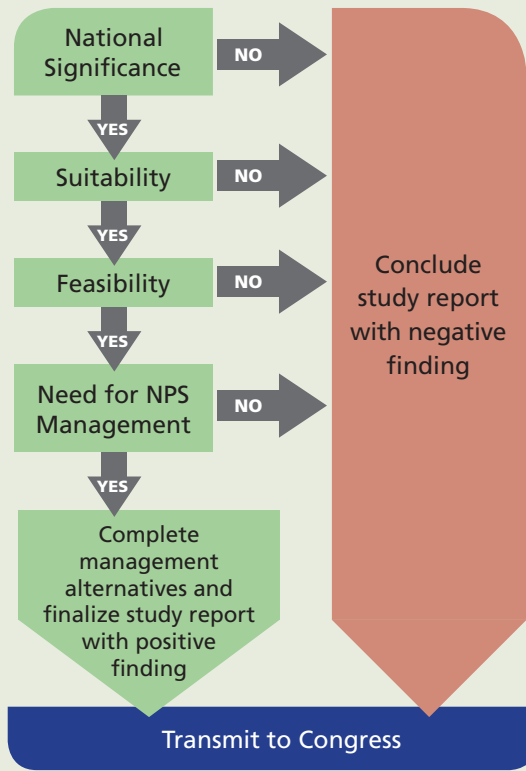 National
Significance
NO
YES
Suitability
NO
YES
Feasibility
NO
YES
Need for NPS
Management
NO
YES
Complete
management
alternatives and
finalize study report
with positive
finding
Conclude
study report
with negative
finding
Transmit to Congress